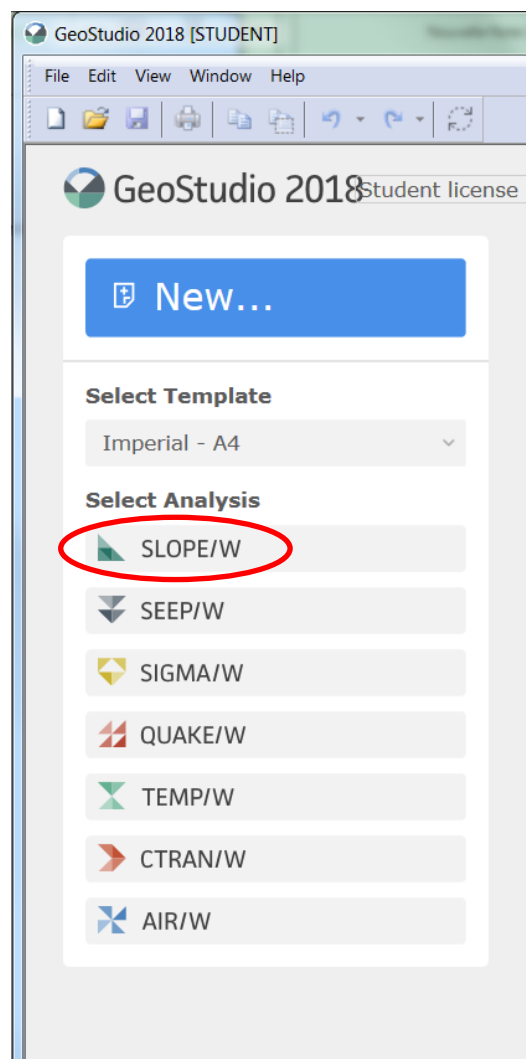 GeoStudio 2018 [STUDENT]
File Edit View Window Help
GeoStudio 2018 Student license
New...
Select Template
Imperial - A4
Select Analysis
SLOPE/W
SEEP/W
SIGMA/W
QUAKE/W
TEMP/W
CTRAN/W
AIR/W